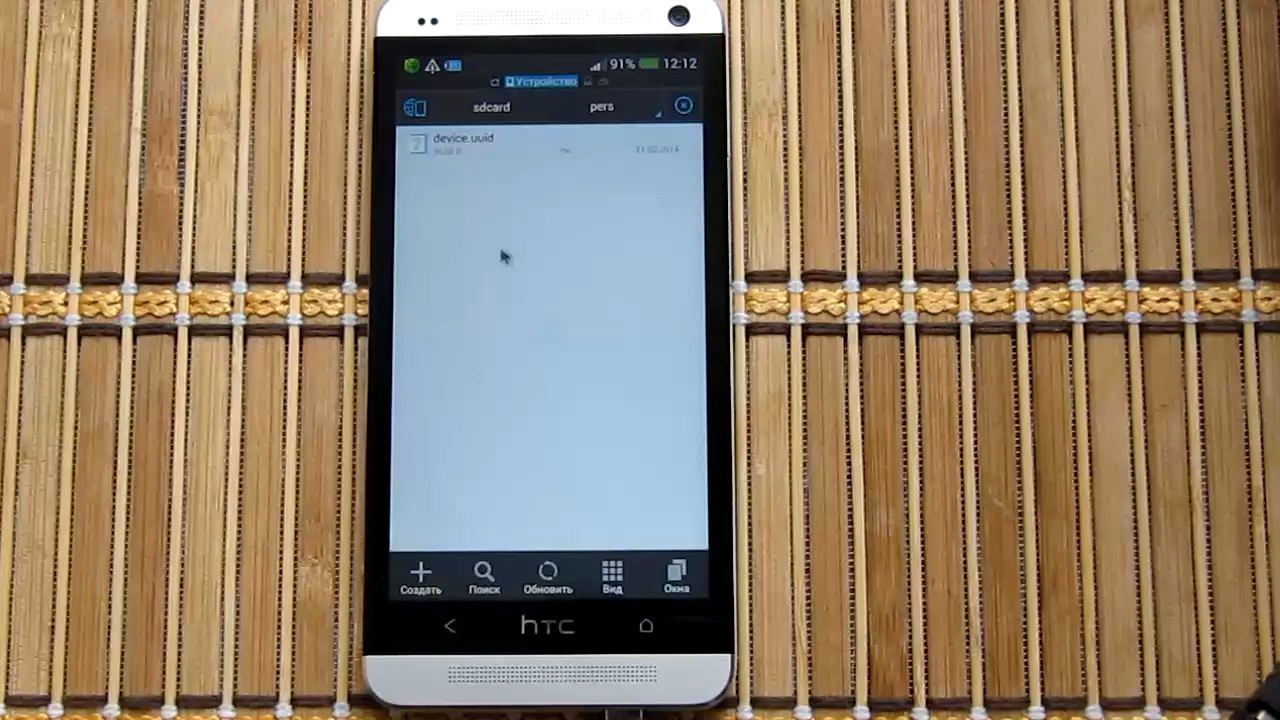 91% 12:12
Устройство
sdcard pers
device.uuid
Создать Поиск Обновить Вид Окна
hTC